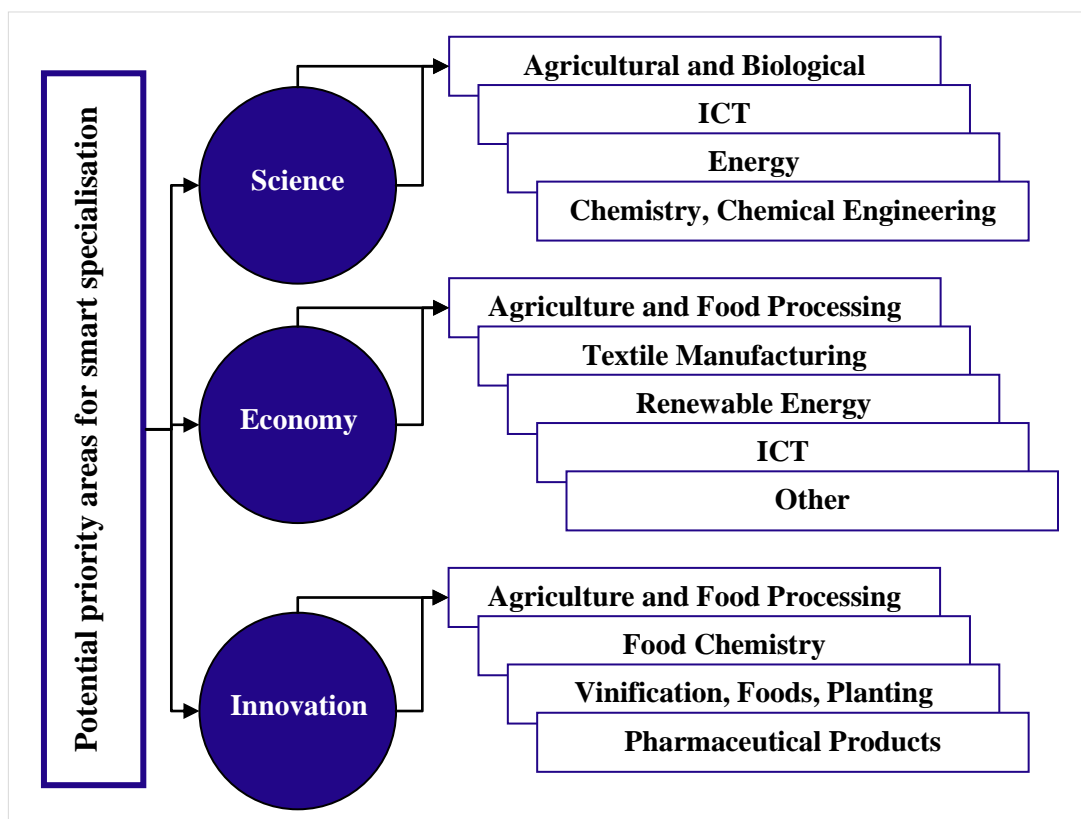 Potential priority areas for smart specialisation
Science
Agricultural and Biological
ICT
Energy
Chemistry, Chemical Engineering
Economy
Agriculture and Food Processing
Textile Manufacturing
Renewable Energy
ICT
Other
Innovation
Agriculture and Food Processing
Food Chemistry
Vinification, Foods, Planting
Pharmaceutical Products